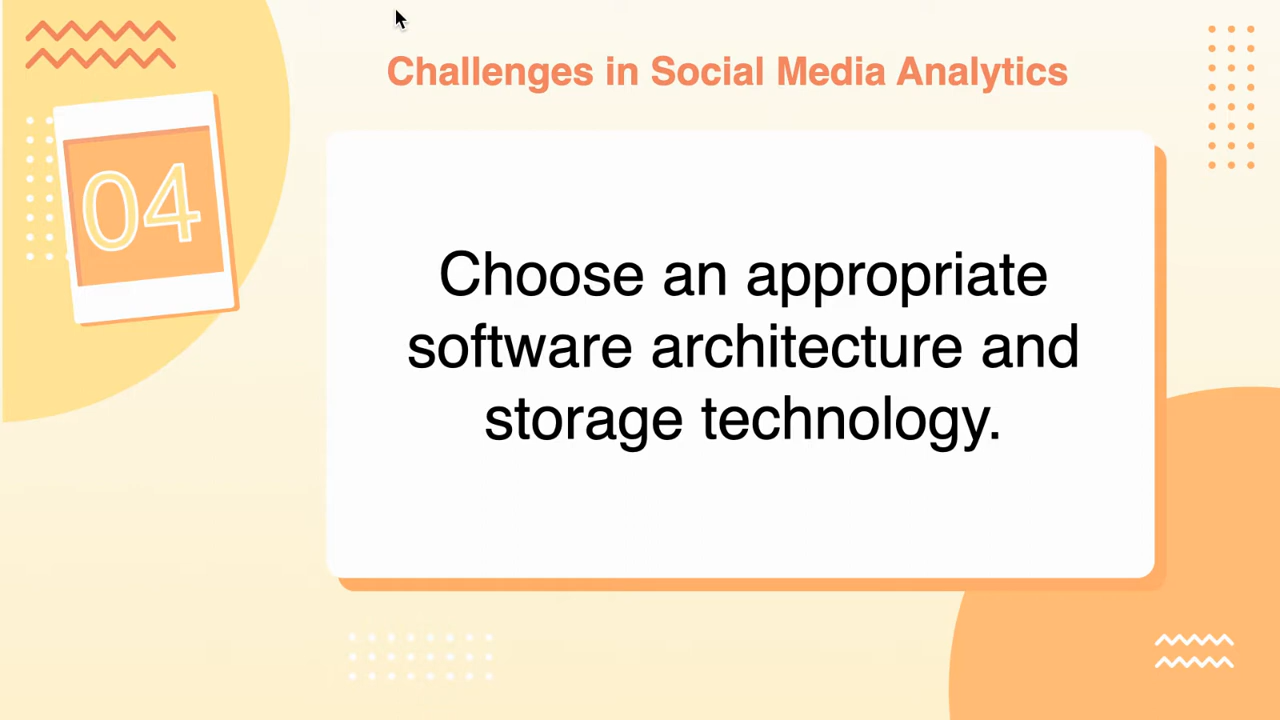 Challenges in Social Media Analytics
04
Choose an appropriate
software architecture and
storage technology.